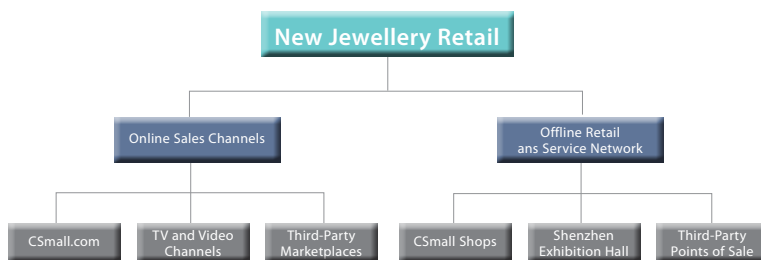 New Jewellery Retail
Online Sales Channels
Offline Retail
ans Service Network
CSmall.com
TV and Video
Channels
Third-Party
Marketplaces
CSmall Shops
Shenzhen
Exhibition Hall
Third-Party
Points of Sale